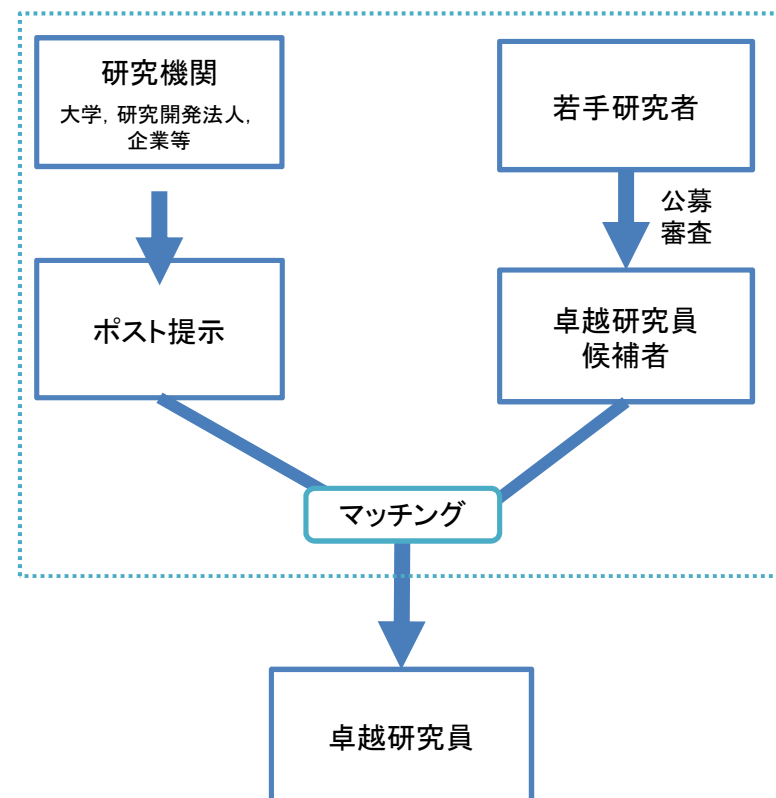 研究機関
大学，研究開発法人，
企業等
若手研究者
公募
審査
ポスト提示
卓越研究員
候補者
マッチング
卓越研究員